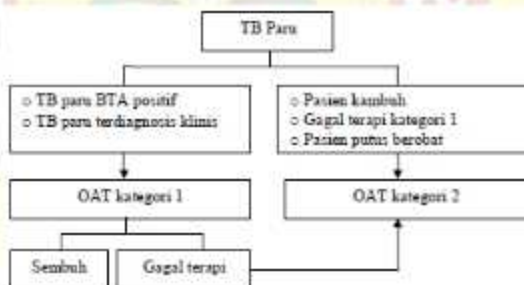 TB Paru
○ TB paru BTA positif
○ TB paru terdiagnosis klinis
○ Pasien kambuh
○ Gagal terapi kategori 1
○ Pasien putus berobat
OAT kategori 1
OAT kategori 2
Sembuh
Gagal terapi